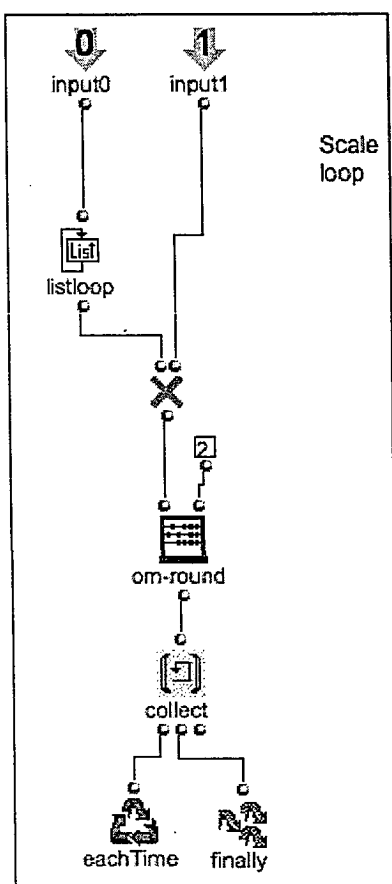 0 1
input0 input1
Scale
loop
List
listloop
2
om-round
collect
eachTime finally